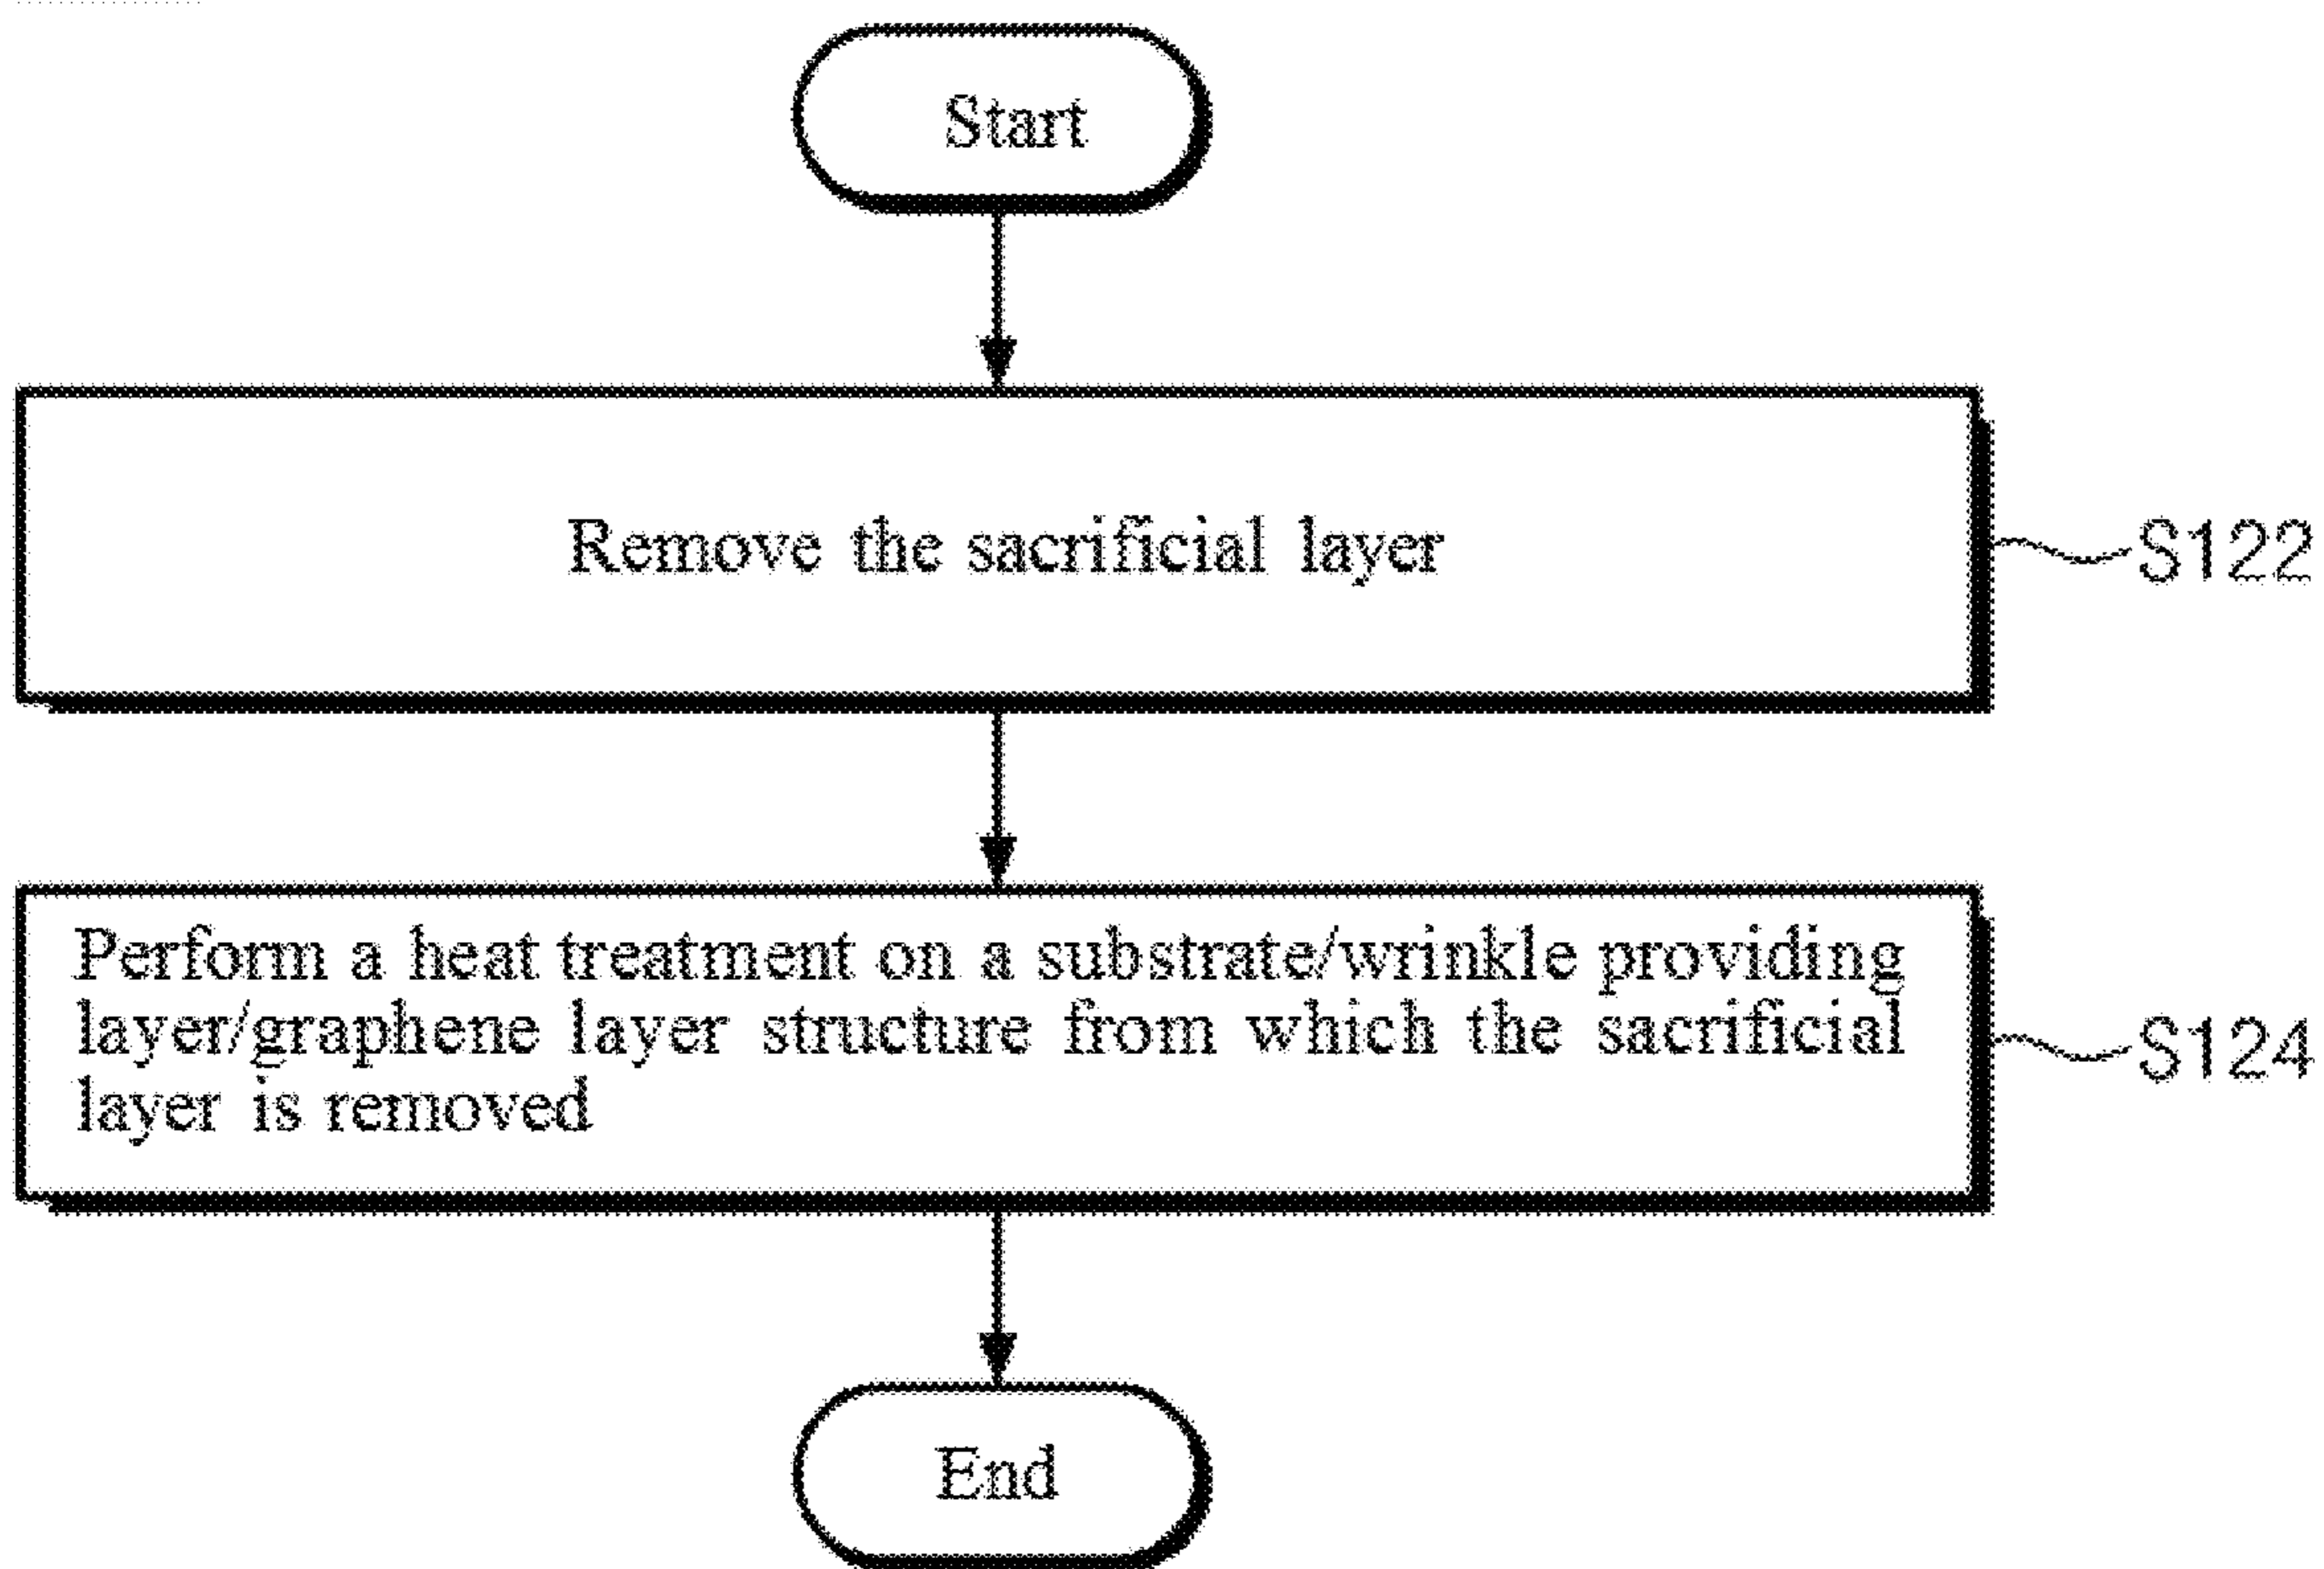 Start
Remove the sacrificial layer
S122
Perform a heat treatment on a substrate/wrinkle providing
layer/graphene layer structure from which the sacrificial
layer is removed
S124
End